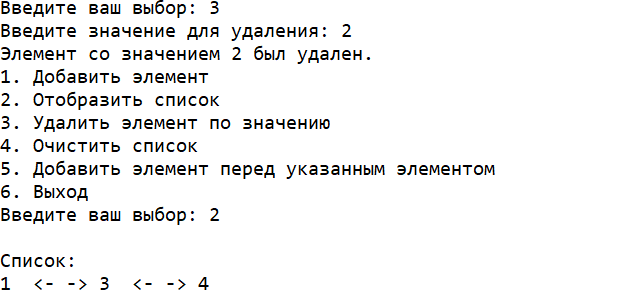 Введите ваш выбор: 3
Введите значение для удаления: 2
Элемент со значением 2 был удален.
1. Добавить элемент
2. Отобразить список
3. Удалить элемент по значению
4. Очистить список
5. Добавить элемент перед указанным элементом
6. Выход
Введите ваш выбор: 2
Список:
1  <- -> 3  <- -> 4